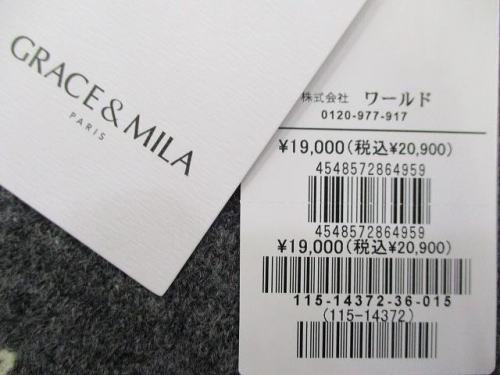 GRACE & MILA
PARIS
株式会社 ワールド
0120-977-917
¥19,000(税込¥20,900)
4548572864959
4548572864959
¥19,000(税込¥20,900)
115-14372-36-015
(115-14372)